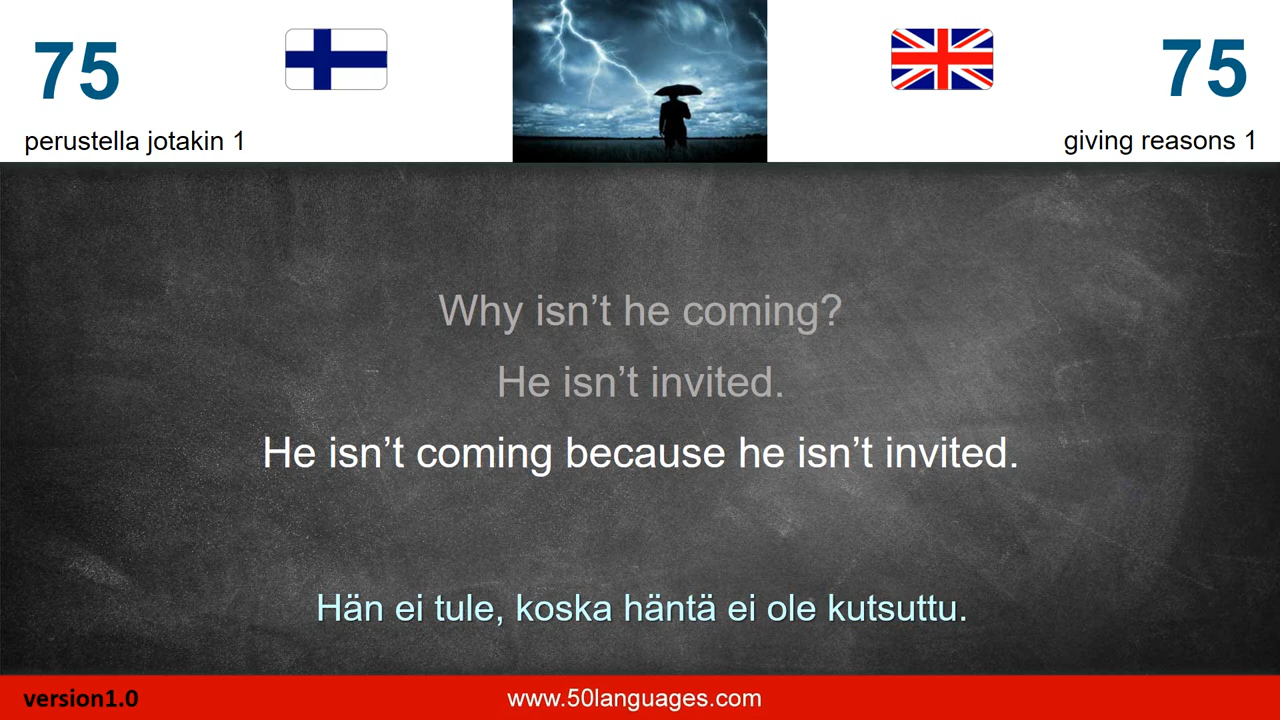 75
75
perustella jotakin 1
giving reasons 1
Why isn’t he coming?
He isn’t invited.
He isn’t coming because he isn’t invited.
Hän ei tule, koska häntä ei ole kutsuttu.
version1.0
www.50languages.com